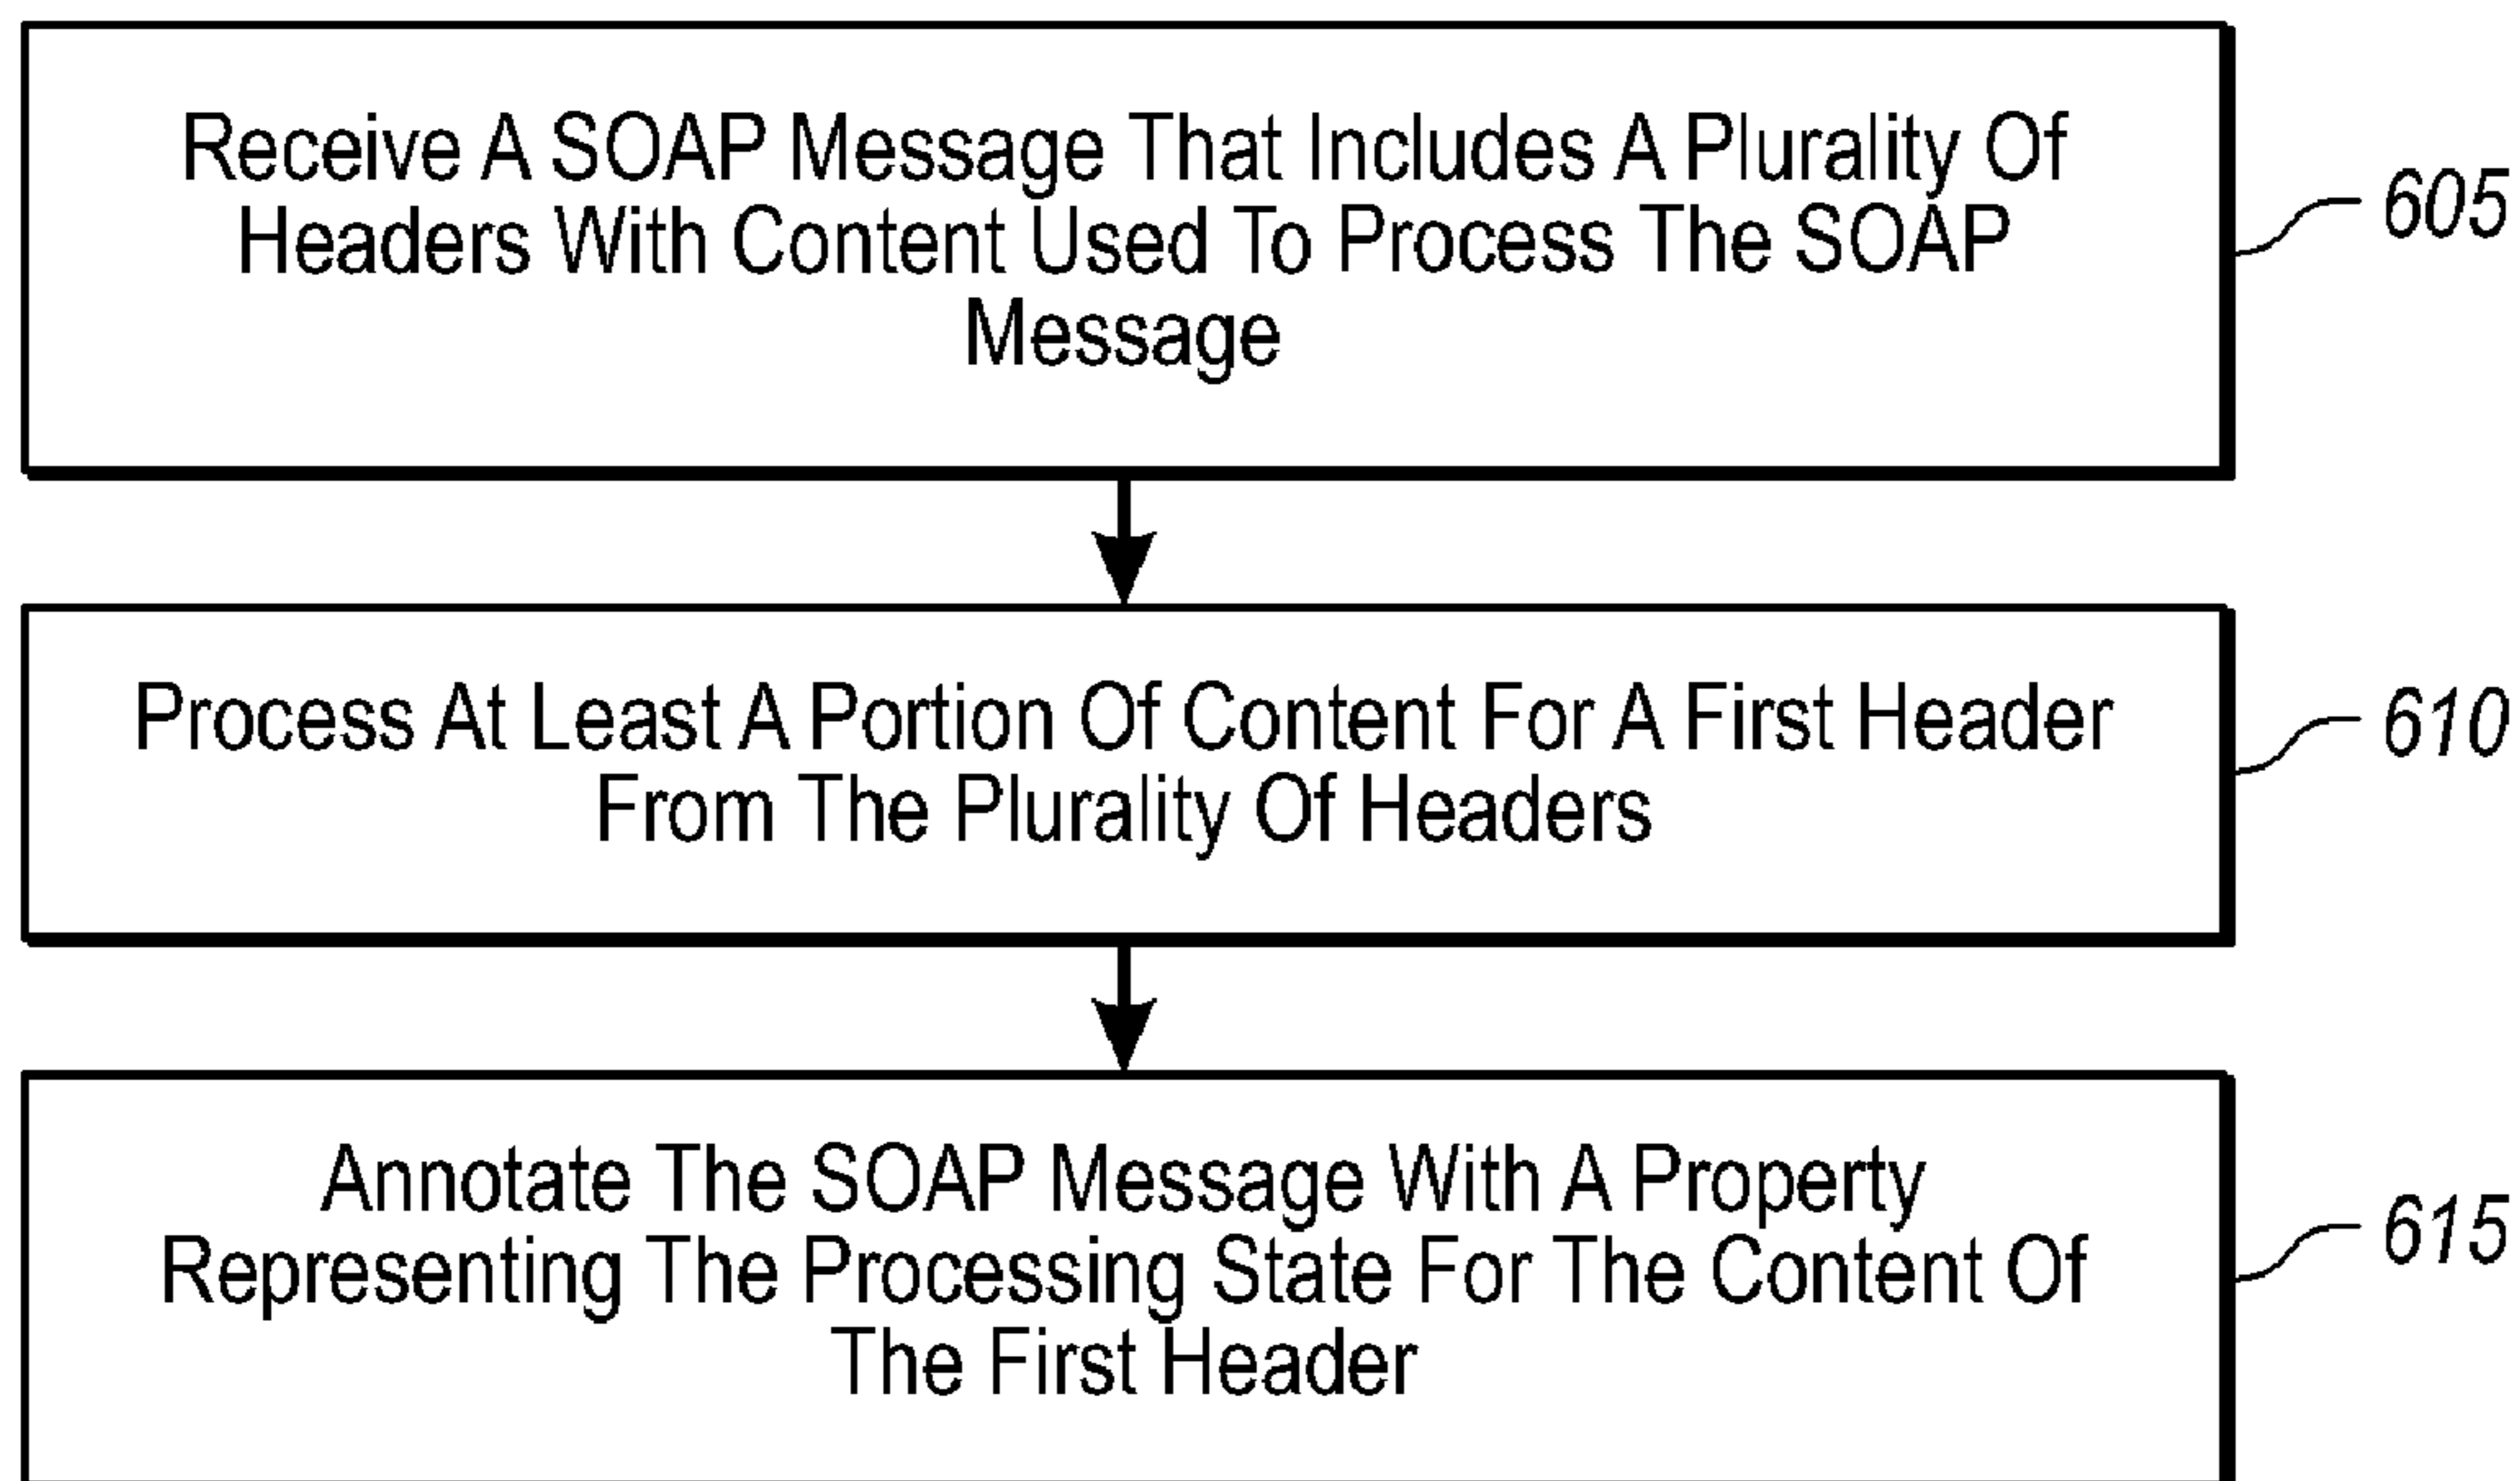 Receive A SOAP Message That Includes A Plurality Of
Headers With Content Used To Process The SOAP
Message
605
Process At Least A Portion Of Content For A First Header
From The Plurality Of Headers
610
Annotate The SOAP Message With A Property
Representing The Processing State For The Content Of
The First Header
615